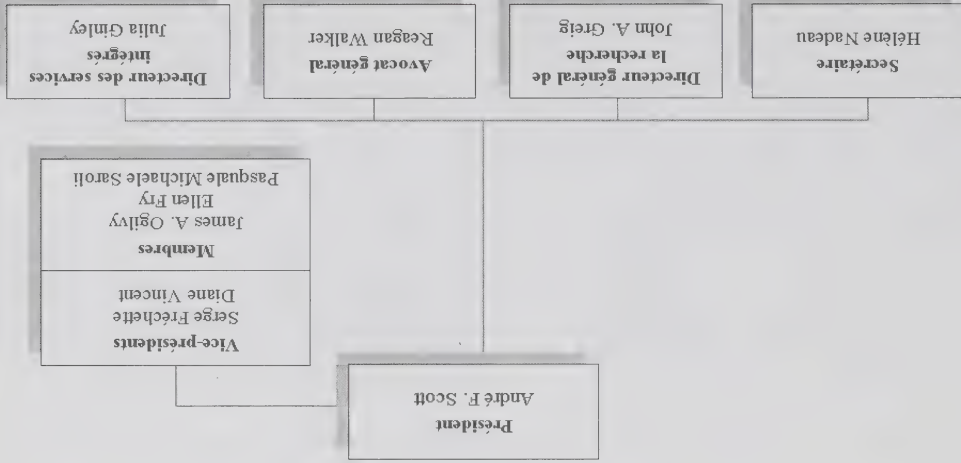 Président
André F. Scott
Vice-présidents
Serge Fréchette
Diane Vincent
Membres
James A. Ogilvy
Ellen Fry
Pasquale Michaele Saroli
Secrétaire
Hélène Nadeau
Directeur général de
la recherche
John A. Greig
Avocat général
Reagan Walker
Directeur des services
intégrés
Julia Ginley